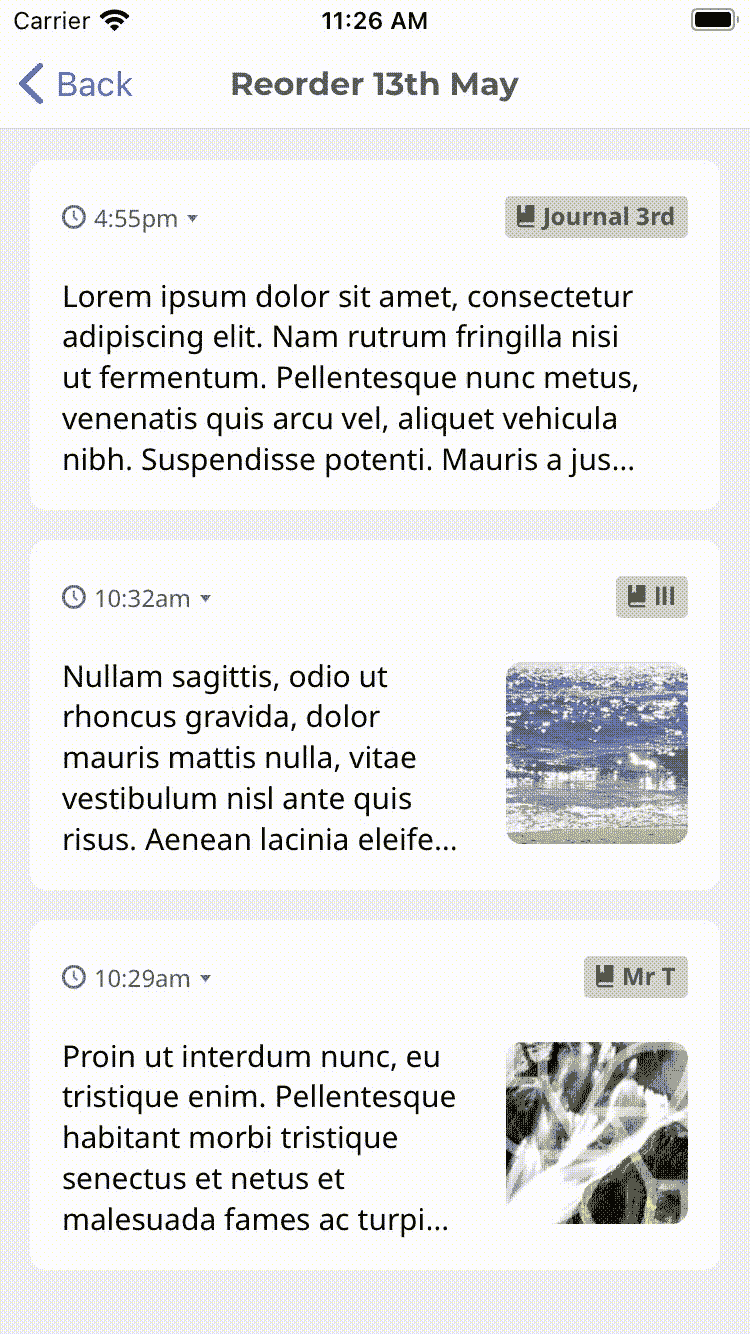 Carrier 11:26 AM
Back Reorder 13th May
4:55pm Journal 3rd
Lorem ipsum dolor sit amet, consectetur
adipiscing elit. Nam rutrum fringilla nisi
ut fermentum. Pellentesque nunc metus,
venenatis quis arcu vel, aliquet vehicula
nibh. Suspendisse potenti. Mauris a jus...
10:32am III
Nullam sagittis, odio ut
rhoncus gravida, dolor
mauris mattis nulla, vitae
vestibulum nisl ante quis
risus. Aenean lacinia eleife...
10:29am Mr T
Proin ut interdum nunc, eu
tristique enim. Pellentesque
habitant morbi tristique
senectus et netus et
malesuada fames ac turpi...